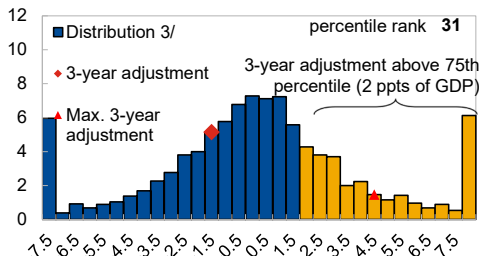 12
10
8
6
4
2
0
percentile rank 31
Distribution 3/
3-year adjustment
Max. 3-year
adjustment
3-year adjustment above 75th
percentile (2 ppts of GDP)
7.5 6.5 5.5 4.5 3.5 2.5 1.5 0.5 0.5 1.5 2.5 3.5 4.5 5.5 6.5 7.5